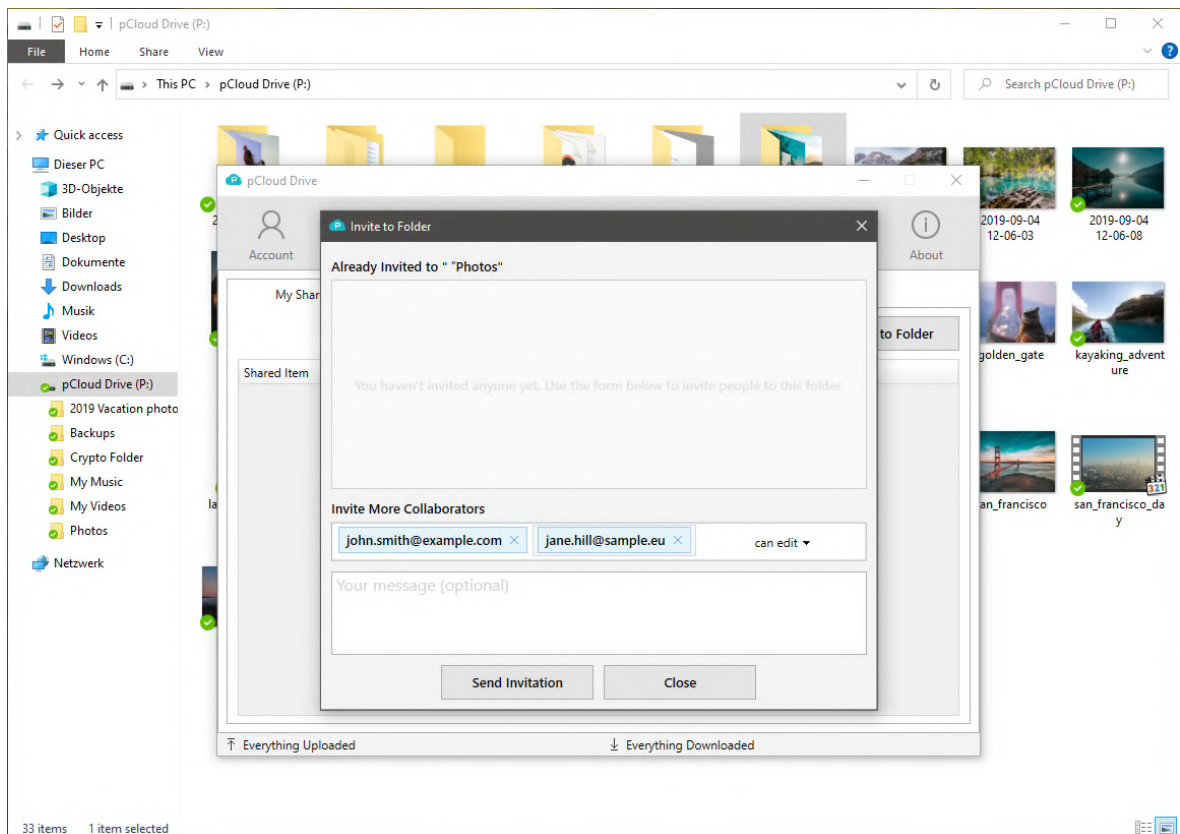 pCloud Drive (P:)
File Home Share View
This PC > pCloud Drive (P:)
Search pCloud Drive (P:)
Quick access
Dieser PC
3D-Objekte
Bilder
Desktop
Dokumente
Downloads
Musik
Videos
Windows (C:)
pCloud Drive (P:)
2019 Vacation photo
Backups
Crypto Folder
My Music
My Videos
Photos
Netzwerk
2019-09-04
12-06-03
2019-09-04
12-06-08
golden_gate
kayaking_advent
ure
an_francisco
san_francisco_da
y
321
pCloud Drive
Account
About
My Shar
to Folder
Shared Item
Invite to Folder
Already Invited to " "Photos"
You haven't invited anyone yet. Use the form below to invite people to this folder.
Invite More Collaborators
john.smith@example.com
jane.hill@sample.eu
can edit
Your message (optional)
Send Invitation
Close
Everything Uploaded
Everything Downloaded
33 items 1 item selected